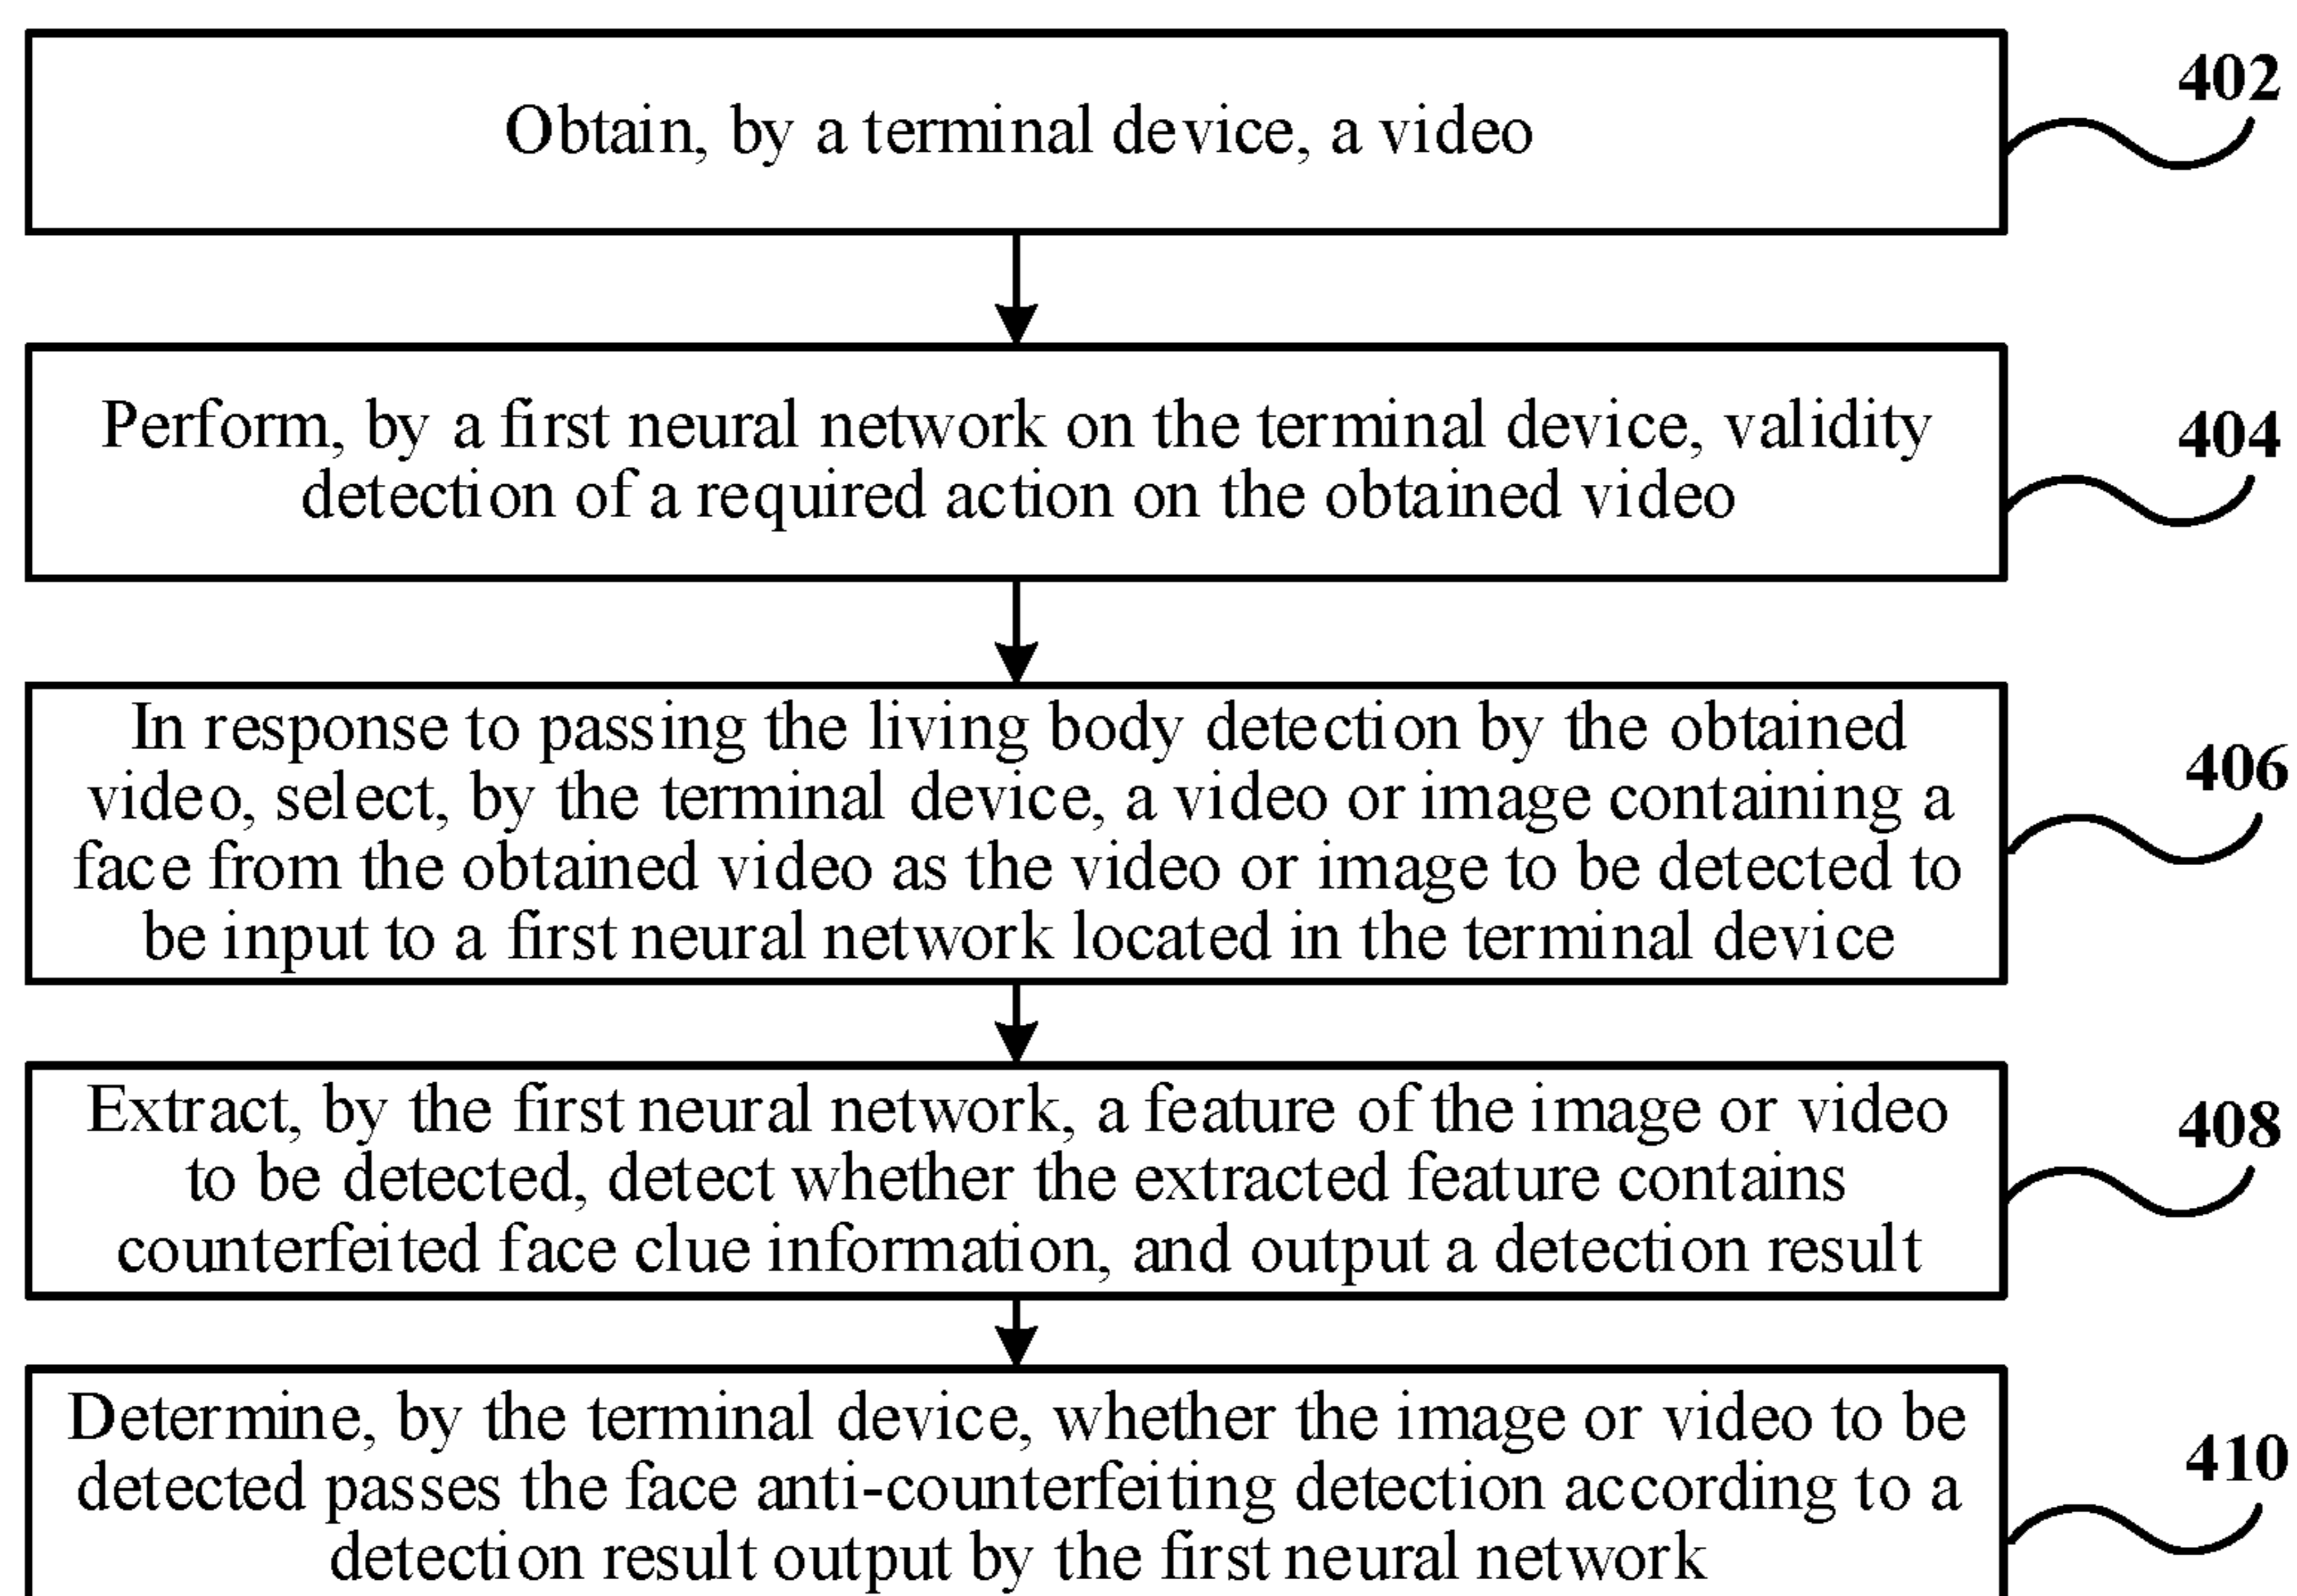 Obtain, by a terminal device, a video
402
Perform, by a first neural network on the terminal device, validity
detection of a required action on the obtained video
404
In response to passing the living body detection by the obtained
video, select, by the terminal device, a video or image containing a
face from the obtained video as the video or image to be detected to
be input to a first neural network located in the terminal device
406
Extract, by the first neural network, a feature of the image or video
to be detected, detect whether the extracted feature contains
counterfeited face clue information, and output a detection result
408
Determine, by the terminal device, whether the image or video to be
detected passes the face anti-counterfeiting detection according to a
detection result output by the first neural network
410